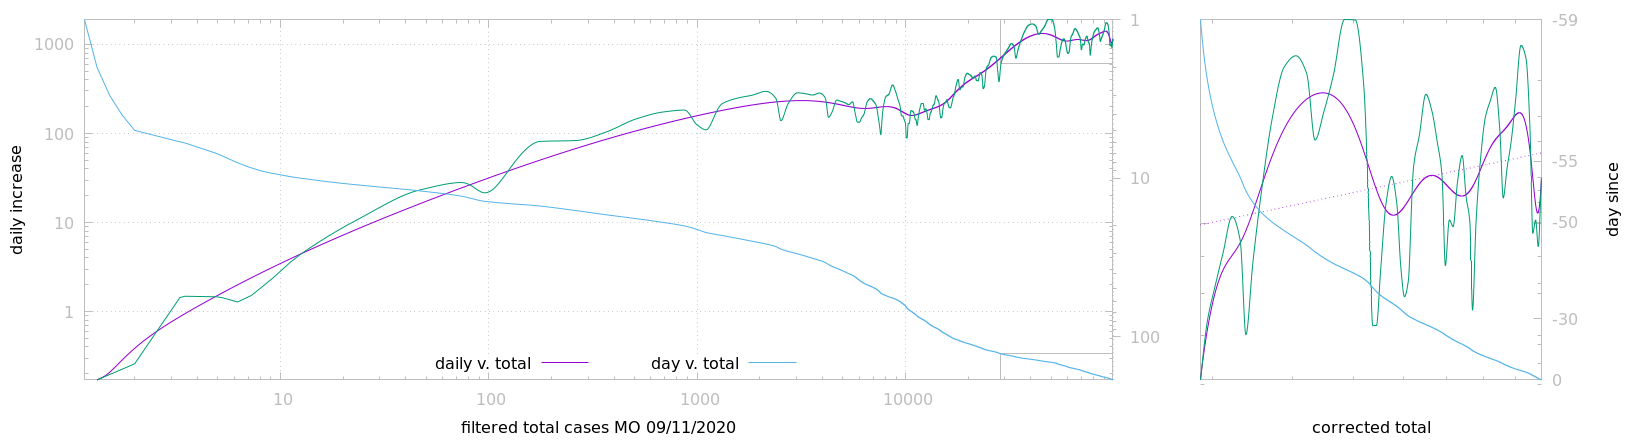 1000
100
10
1
daily increase
10
100
1000
10000
filtered total cases MO 09/11/2020
daily v. total
day v. total
1
10
100
-59
-55
-50
-30
0
day since
corrected total